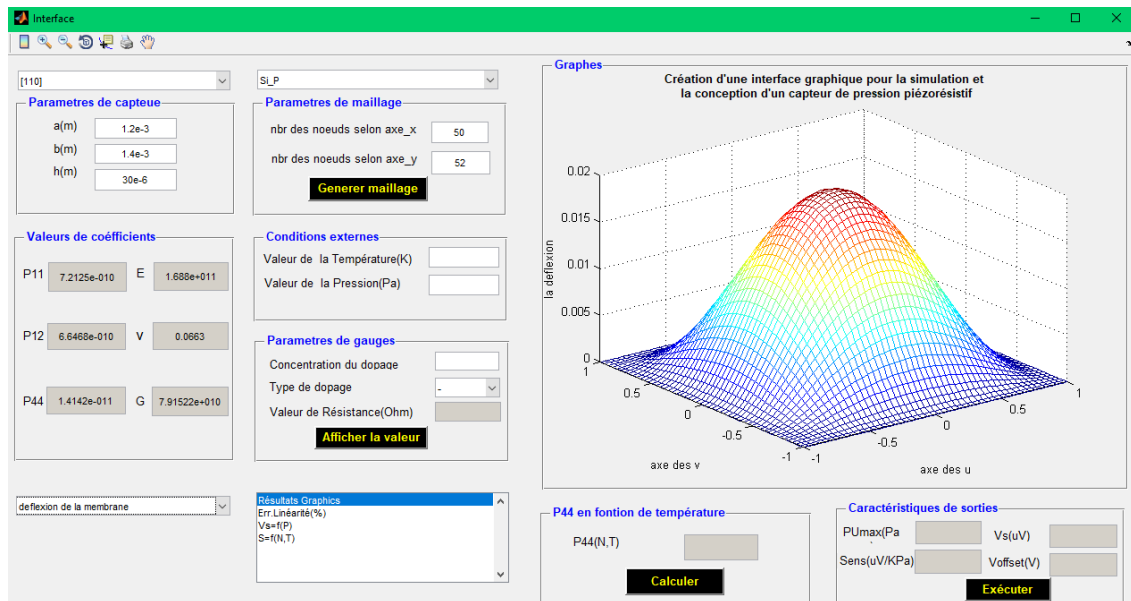 Interface
[110]
Si_P
Parametres de capteue
a(m)
1.2e-3
b(m)
1.4e-3
h(m)
30e-6
Parametres de maillage
nbr des noeuds selon axe_x
50
nbr des noeuds selon axe_y
52
Generer maillage
Valeurs de coéfficients
P11
7.2125e-010
E
1.688e+011
P12
6.6468e-010
v
0.0663
P44
1.4142e-011
G
7.91522e+010
Conditions externes
Valeur de la Température(K)
Valeur de la Pression(Pa)
Parametres de gauges
Concentration du dopage
Type de dopage
-
Valeur de Résistance(Ohm)
Afficher la valeur
deflexion de la membrane
Résultats Graphics
Err.Linéarité(%)
Vs=f(P)
S=f(N,T)
Graphes
Création d'une interface graphique pour la simulation et
la conception d'un capteur de pression piézorésistif
la deflexion
0.02
0.015
0.01
0.005
0
1
0.5
0
-0.5
-1
axe des v
-1
-0.5
0
0.5
1
axe des u
P44 en fontion de température
P44(N,T)
Calculer
Caractéristiques de sorties
PUmax(Pa
Vs(uV)
Sens(uV/KPa)
Voffset(V)
Exécuter